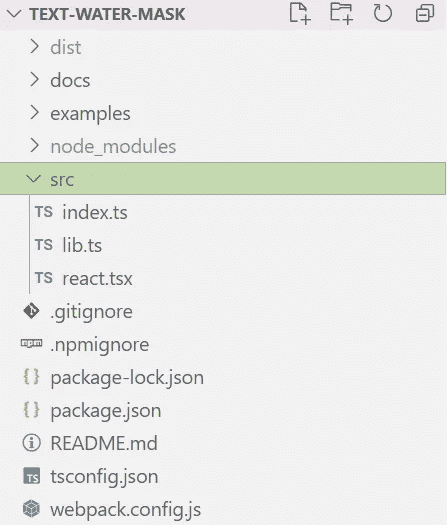 TEXT-WATER-MASK
dist
docs
examples
node_modules
src
TS index.ts
TS lib.ts
TS react.tsx
.gitignore
npm .npmignore
{ } package-lock.json
{ } package.json
README.md
TS tsconfig.json
webpack.config.js